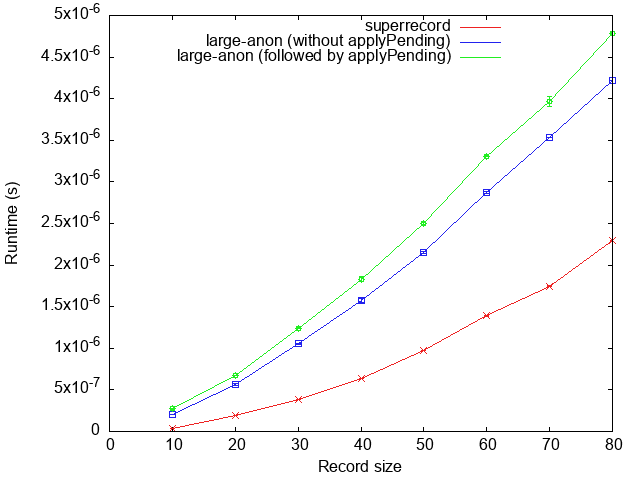 5x10-6
4.5x10-6
4x10-6
3.5x10-6
3x10-6
2.5x10-6
2x10-6
1.5x10-6
1x10-6
5x10-7
0
Runtime (s)
superrecord
large-anon (without applyPending)
large-anon (followed by applyPending)
0 10 20 30 40 50 60 70 80
Record size